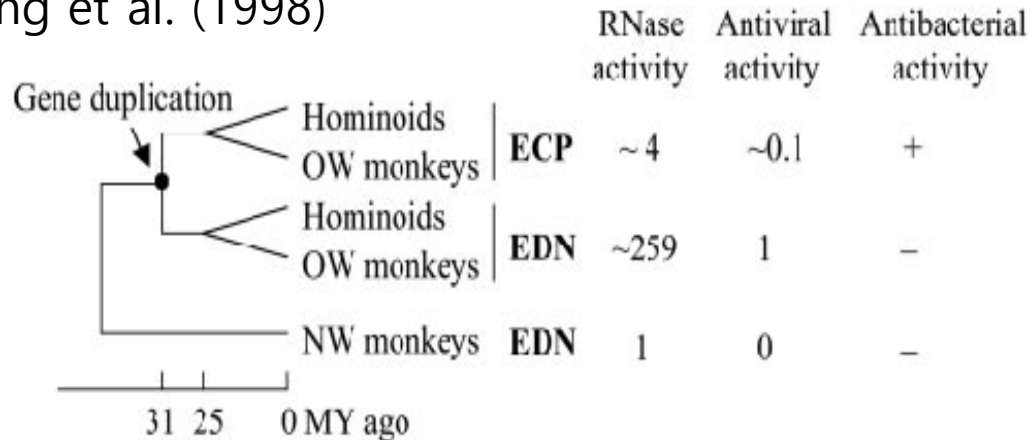 ng et al. (1998)
RNase Antiviral Antibacterial
activity activity activity
Gene duplication
Hominoids
OW monkeys
ECP ~4 ~0.1 +
Hominoids
OW monkeys
EDN ~259 1 –
NW monkeys EDN 1 0 –
31 25 0 MY ago